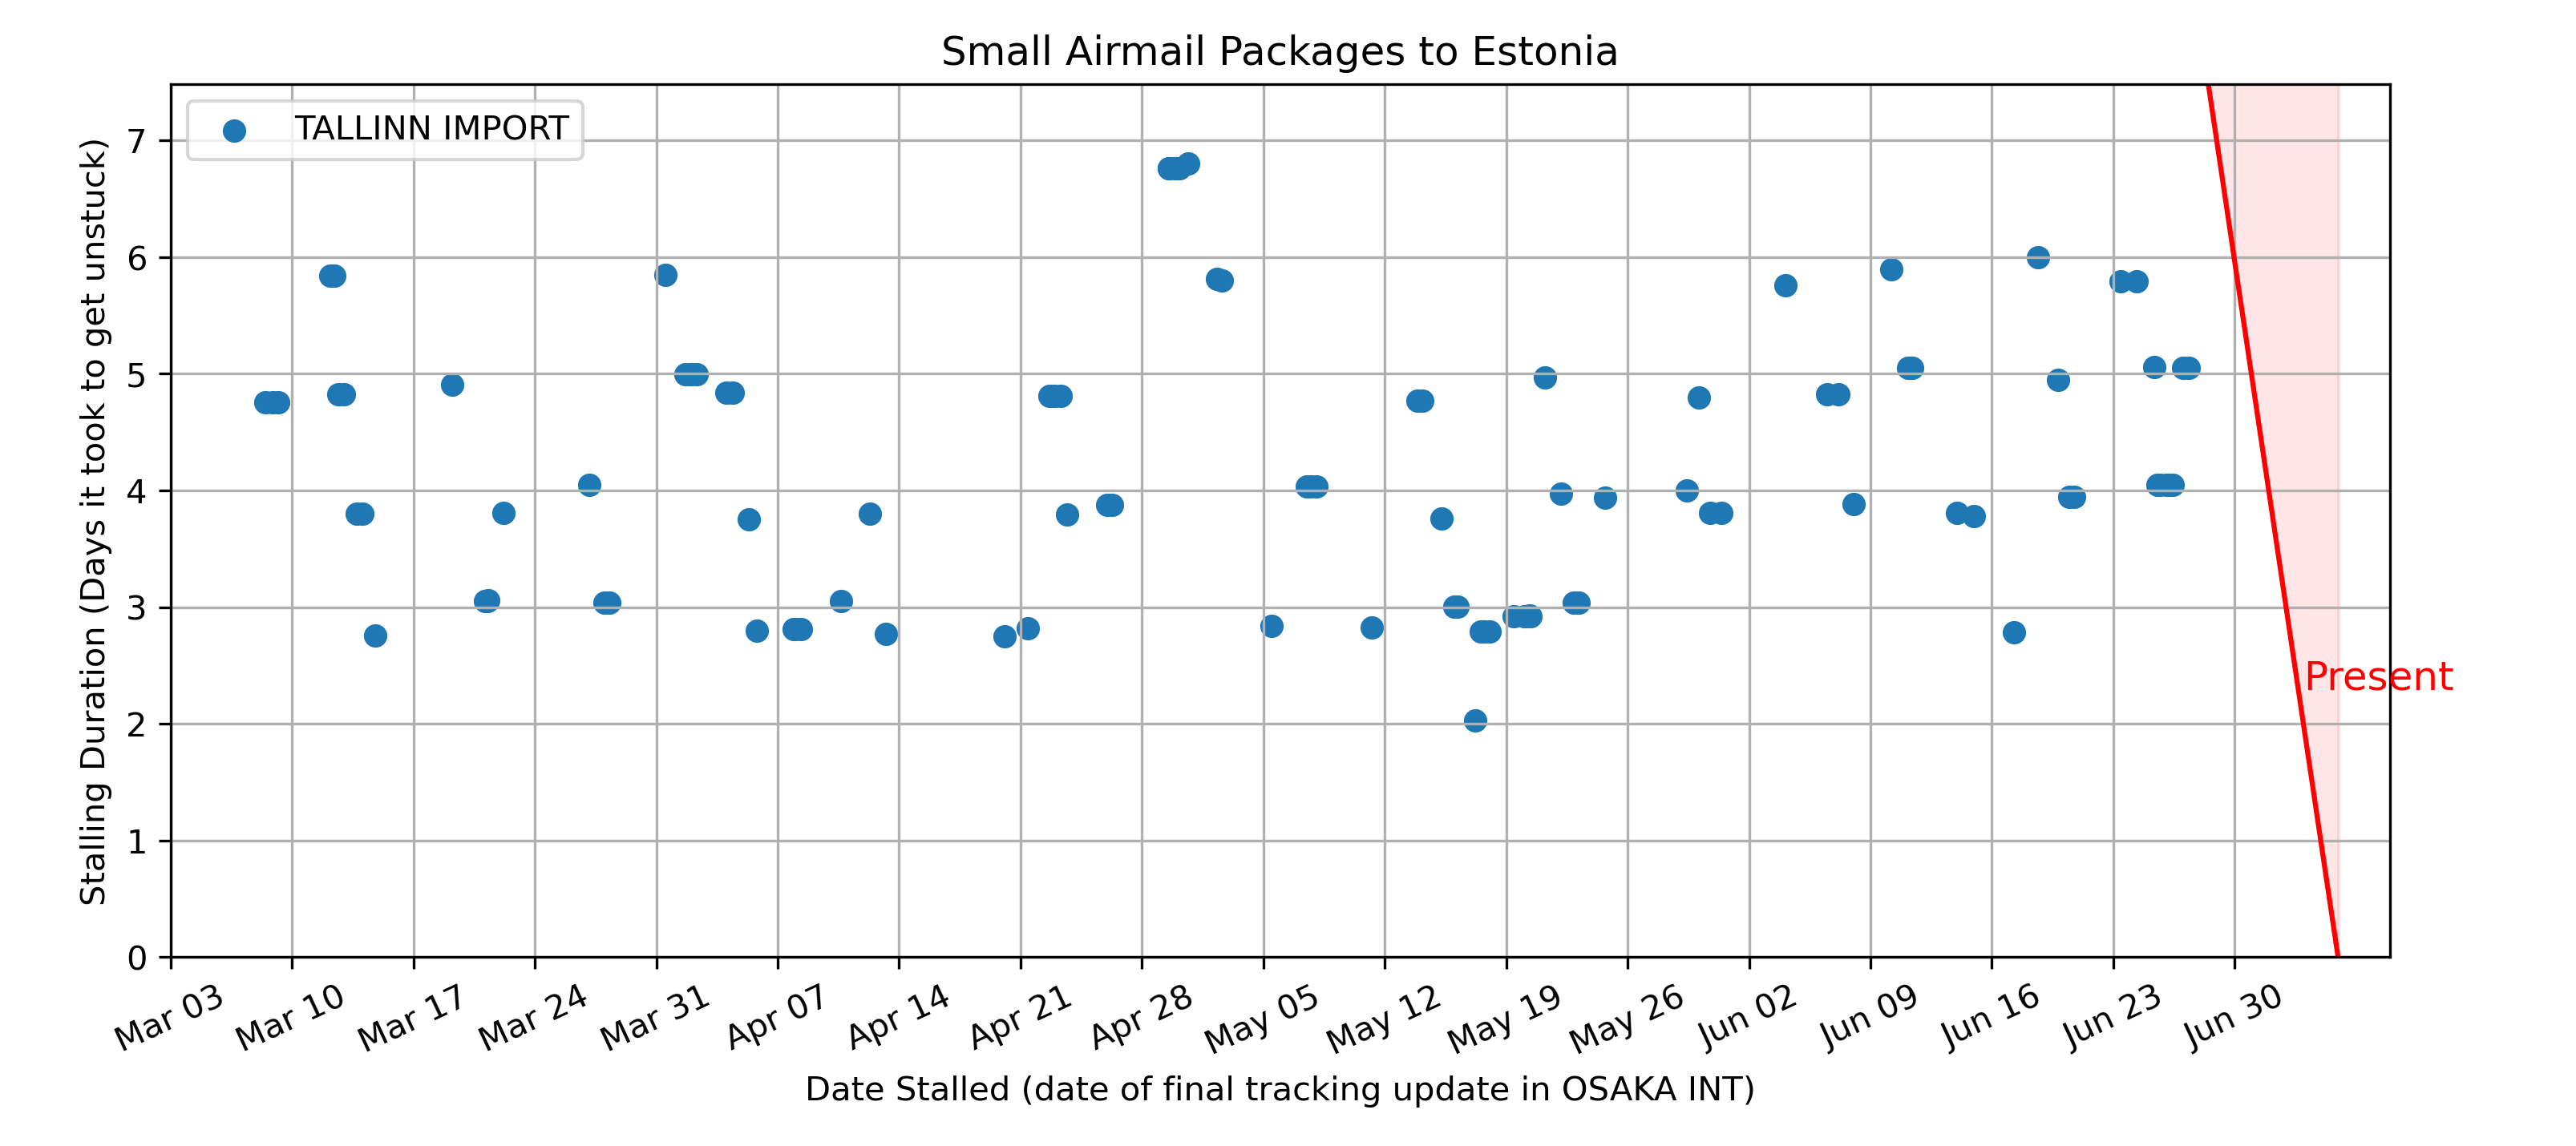 Small Airmail Packages to Estonia
TALLINN IMPORT
Stalling Duration (Days it took to get unstuck)
7
6
5
4
3
2
1
0
Present
Mar 03
Mar 10
Mar 17
Mar 24
Mar 31
Apr 07
Apr 14
Apr 21
Apr 28
May 05
May 12
May 19
May 26
Jun 02
Jun 09
Jun 16
Jun 23
Jun 30
Date Stalled (date of final tracking update in OSAKA INT)